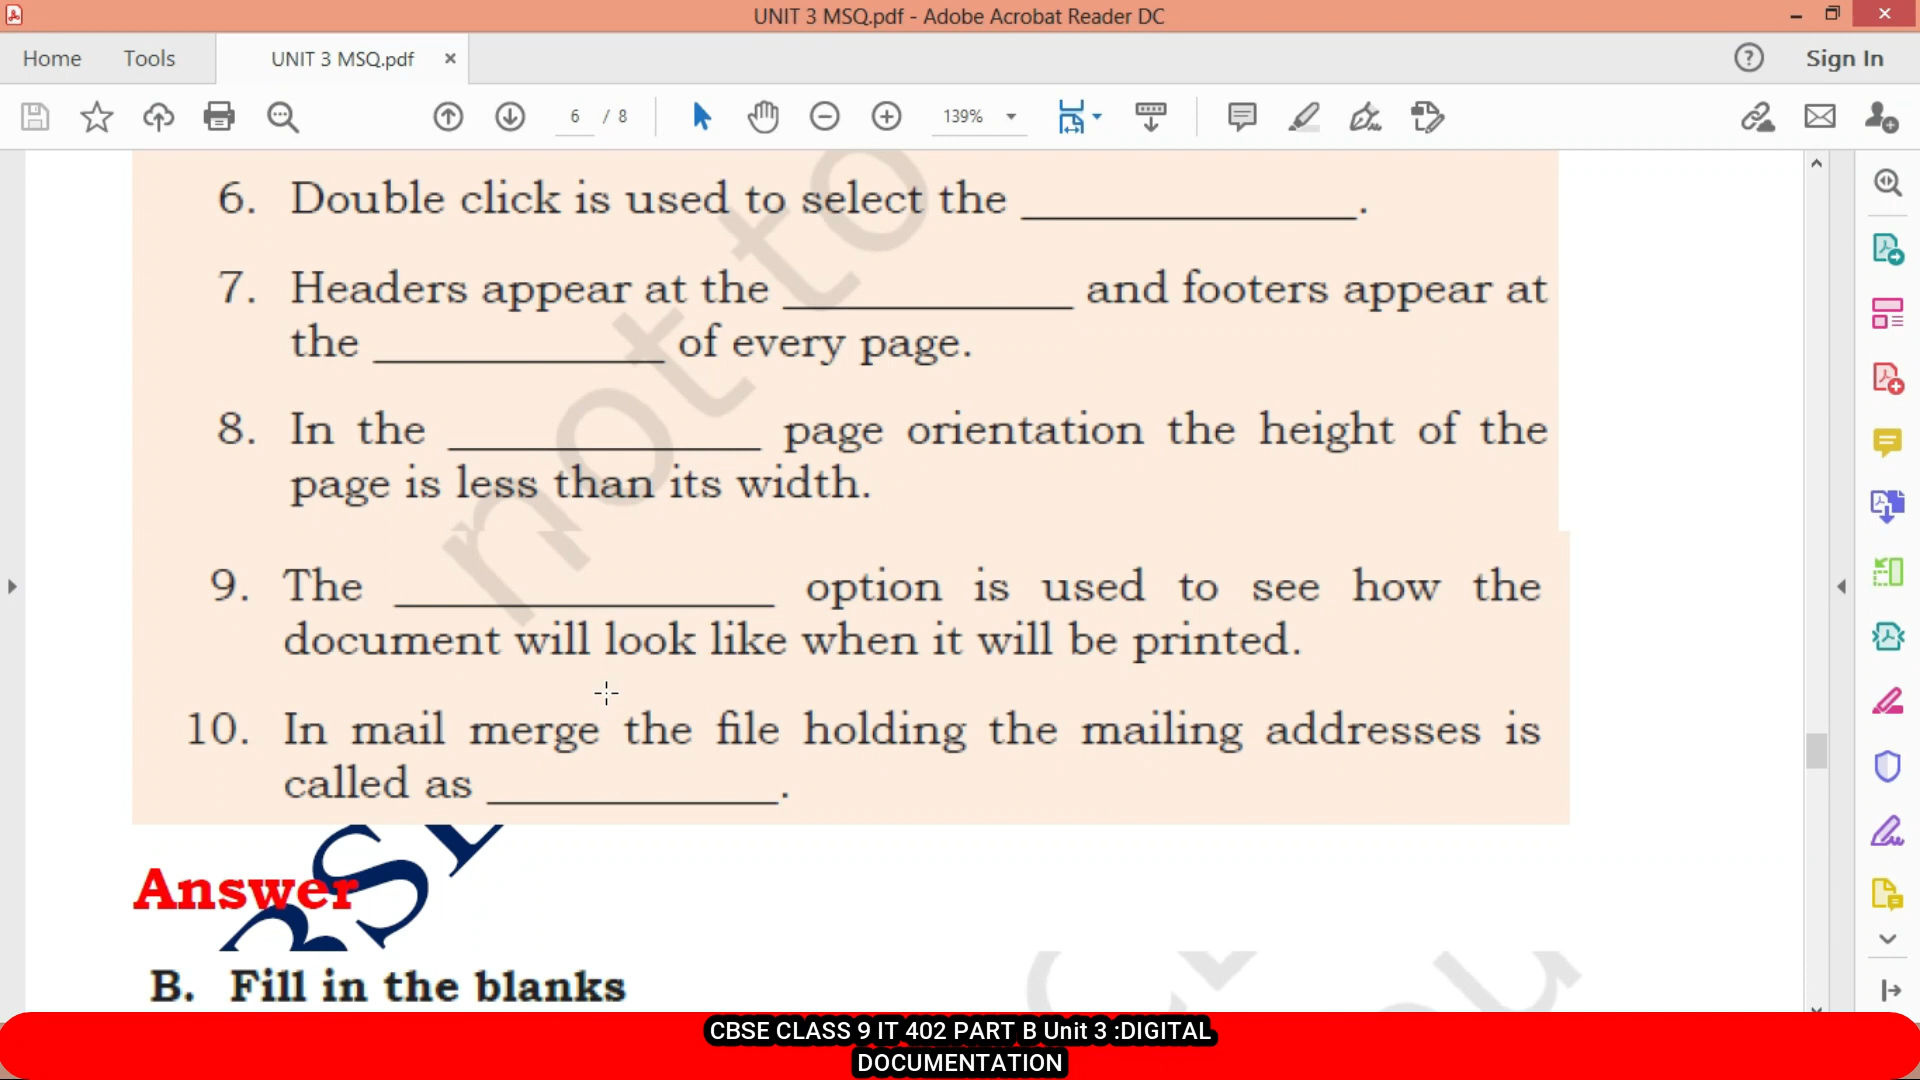 UNIT 3 MSQ.pdf - Adobe Acrobat Reader DC
Home Tools UNIT 3 MSQ.pdf × Sign In
6 / 8 139%
6. Double click is used to select the ______________.
7. Headers appear at the ____________ and footers appear at
the ____________ of every page.
8. In the _____________ page orientation the height of the
page is less than its width.
9. The ________________ option is used to see how the
document will look like when it will be printed.
10. In mail merge the file holding the mailing addresses is
called as ____________.
not to
Answer
B. Fill in the blanks
CBSE CLASS 9 IT 402 PART B Unit 3 :DIGITAL
DOCUMENTATION